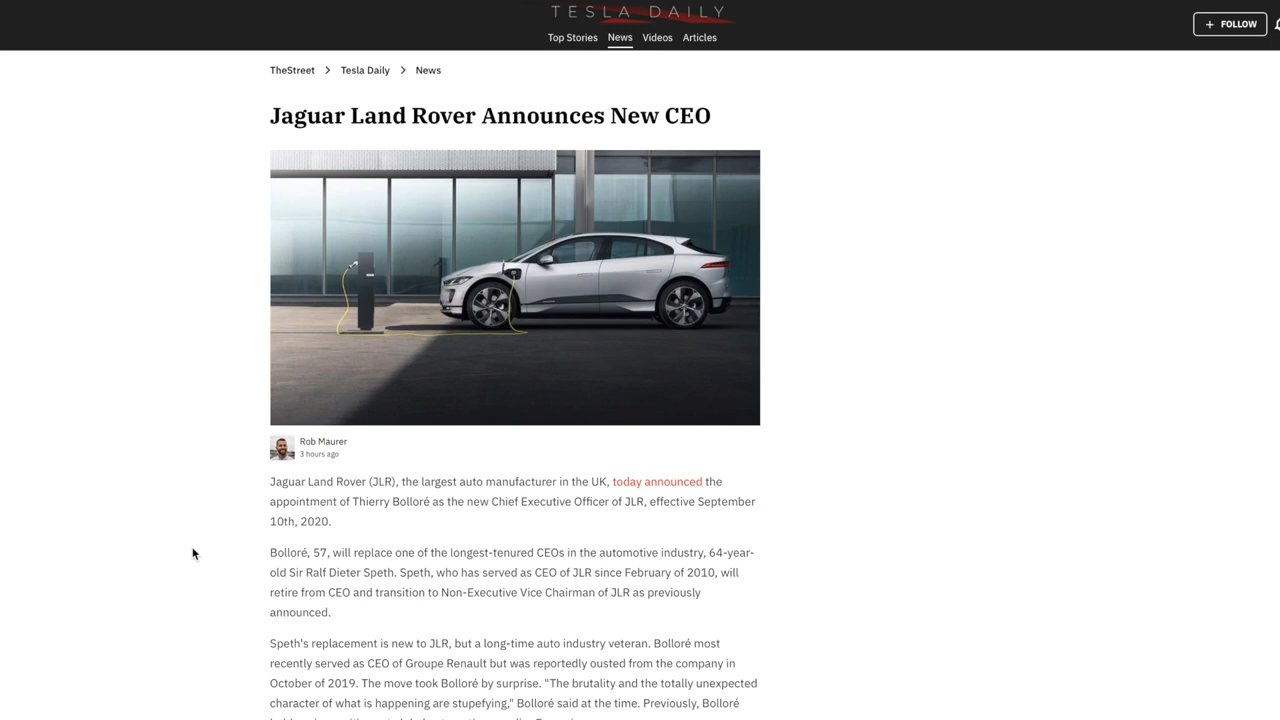 TESLA DAILY
Top Stories News Videos Articles
+ FOLLOW
TheStreet > Tesla Daily > News
Jaguar Land Rover Announces New CEO
Rob Maurer
3 hours ago
Jaguar Land Rover (JLR), the largest auto manufacturer in the UK, today announced the
appointment of Thierry Bolloré as the new Chief Executive Officer of JLR, effective September
10th, 2020.
Bolloré, 57, will replace one of the longest-tenured CEOs in the automotive industry, 64-year-
old Sir Ralf Dieter Speth. Speth, who has served as CEO of JLR since February of 2010, will
retire from CEO and transition to Non-Executive Vice Chairman of JLR as previously
announced.
Speth's replacement is new to JLR, but a long-time auto industry veteran. Bolloré most
recently served as CEO of Groupe Renault but was reportedly ousted from the company in
October of 2019. The move took Bolloré by surprise. "The brutality and the totally unexpected
character of what is happening are stupefying," Bolloré said at the time. Previously, Bolloré